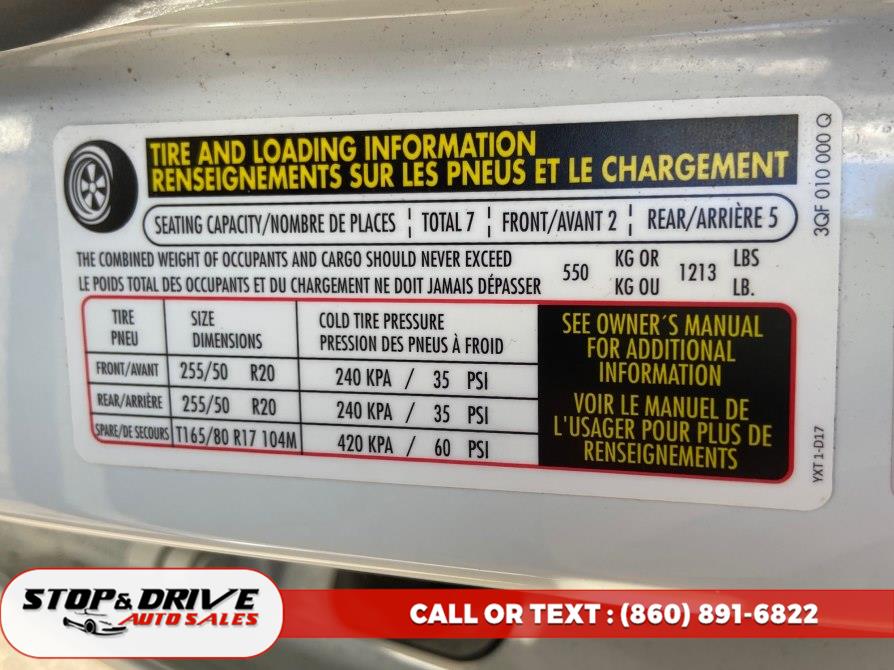 TIRE AND LOADING INFORMATION
RENSEIGNEMENTS SUR LES PNEUS ET LE CHARGEMENT
SEATING CAPACITY/NOMBRE DE PLACES ¦ TOTAL 7 ¦ FRONT/AVANT 2 ¦ REAR/ARRIÈRE 5
THE COMBINED WEIGHT OF OCCUPANTS AND CARGO SHOULD NEVER EXCEED 550 KG OR 1213 LBS
LE POIDS TOTAL DES OCCUPANTS ET DU CHARGEMENT NE DOIT JAMAIS DÉPASSER KG OU LB.
TIRE SIZE COLD TIRE PRESSURE
PNEU DIMENSIONS PRESSION DES PNEUS À FROID
FRONT/AVANT 255/50 R20 240 KPA / 35 PSI
REAR/ARRIÈRE 255/50 R20 240 KPA / 35 PSI
SPARE/DE SECOURS T165/80 R17 104M 420 KPA / 60 PSI
SEE OWNER´S MANUAL
FOR ADDITIONAL
INFORMATION
VOIR LE MANUEL DE
L'USAGER POUR PLUS DE
RENSEIGNEMENTS
3QF 010 000 Q
YXT 1-D17
STOP & DRIVE
AUTO SALES
CALL OR TEXT : (860) 891-6822